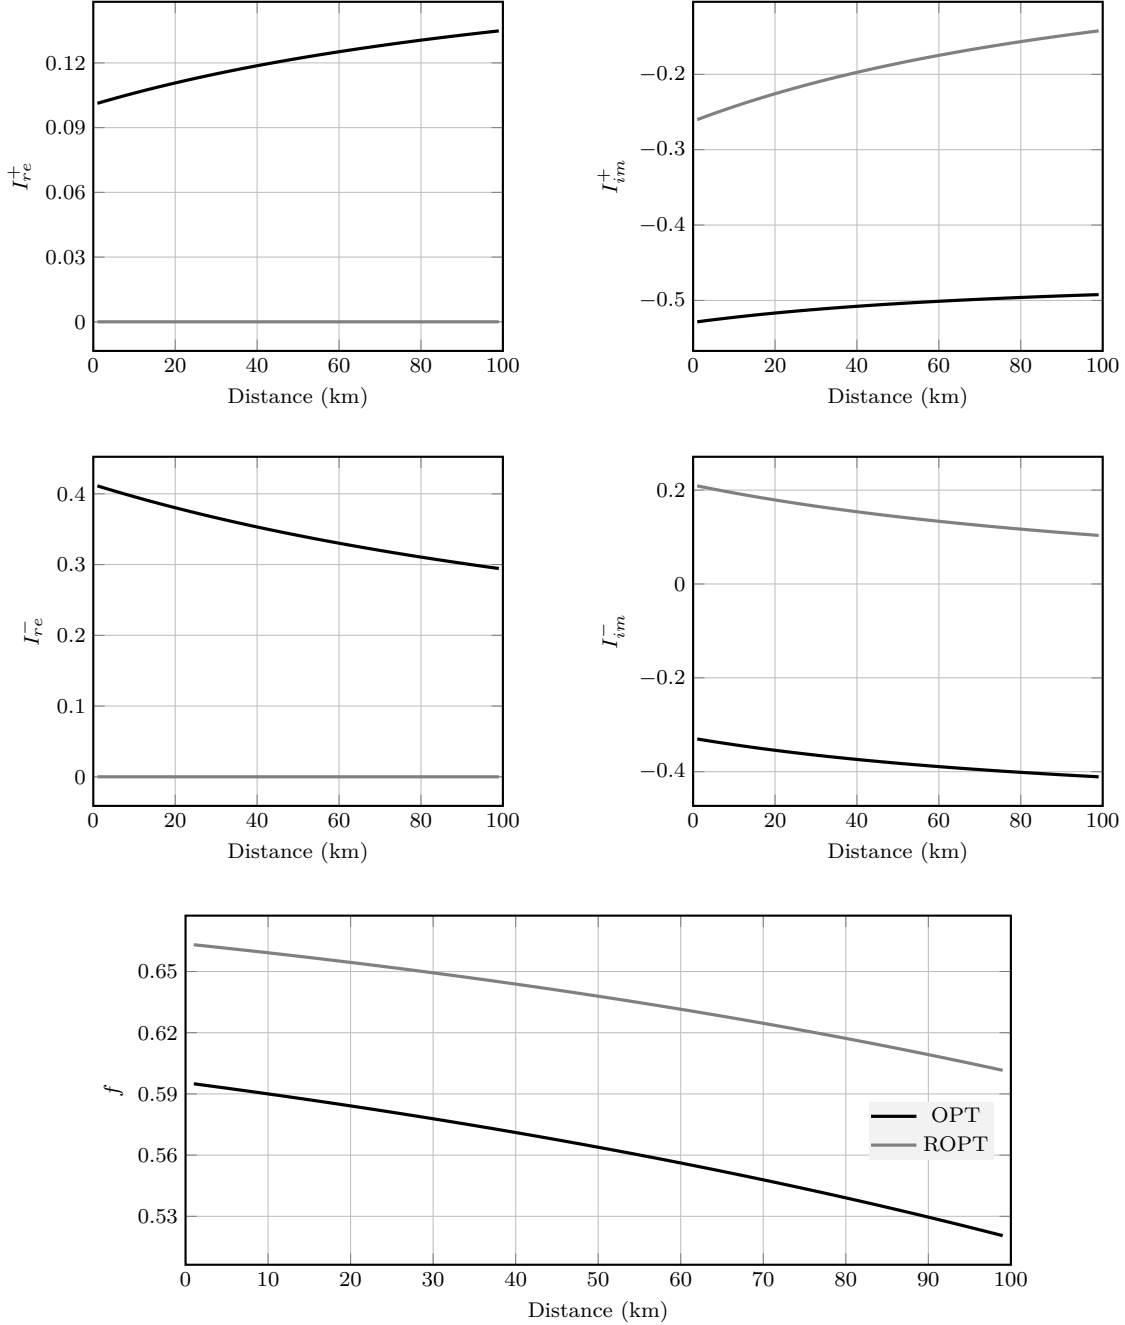 0.12
0.09
0.06
0.03
0
I_{re}^{+}
0 20 40 60 80 100
Distance (km)
−0.2
−0.3
−0.4
−0.5
I_{im}^{+}
0 20 40 60 80 100
Distance (km)
0.4
0.3
0.2
0.1
0
I_{re}^{−}
0 20 40 60 80 100
Distance (km)
0.2
0
−0.2
−0.4
I_{im}^{−}
0 20 40 60 80 100
Distance (km)
0.65
0.62
0.59
0.56
0.53
f
OPT
ROPT
0 10 20 30 40 50 60 70 80 90 100
Distance (km)